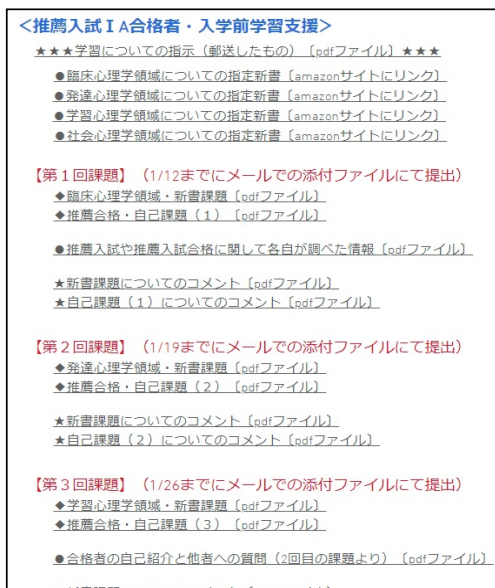 ＜推薦入試ⅠA合格者・入学前学習支援＞
★★★学習についての指示（郵送したもの）〔pdfファイル〕★★★
●臨床心理学領域についての指定新書〔amazonサイトにリンク〕
●発達心理学領域についての指定新書〔amazonサイトにリンク〕
●学習心理学領域についての指定新書〔amazonサイトにリンク〕
●社会心理学領域についての指定新書〔amazonサイトにリンク〕
【第１回課題】（1/12までにメールでの添付ファイルにて提出）
◆臨床心理学領域・新書課題〔pdfファイル〕
◆推薦合格・自己課題（１）〔pdfファイル〕
●推薦入試や推薦入試合格に関して各自が調べた情報〔pdfファイル〕
★新書課題についてのコメント〔pdfファイル〕
★自己課題（１）についてのコメント〔pdfファイル〕
【第２回課題】（1/19までにメールでの添付ファイルにて提出）
◆発達心理学領域・新書課題〔pdfファイル〕
◆推薦合格・自己課題（２）〔pdfファイル〕
★新書課題についてのコメント〔pdfファイル〕
★自己課題（２）についてのコメント〔pdfファイル〕
【第３回課題】（1/26までにメールでの添付ファイルにて提出）
◆学習心理学領域・新書課題〔pdfファイル〕
◆推薦合格・自己課題（３）〔pdfファイル〕
●合格者の自己紹介と他者への質問（2回目の課題より）〔pdfファイル〕